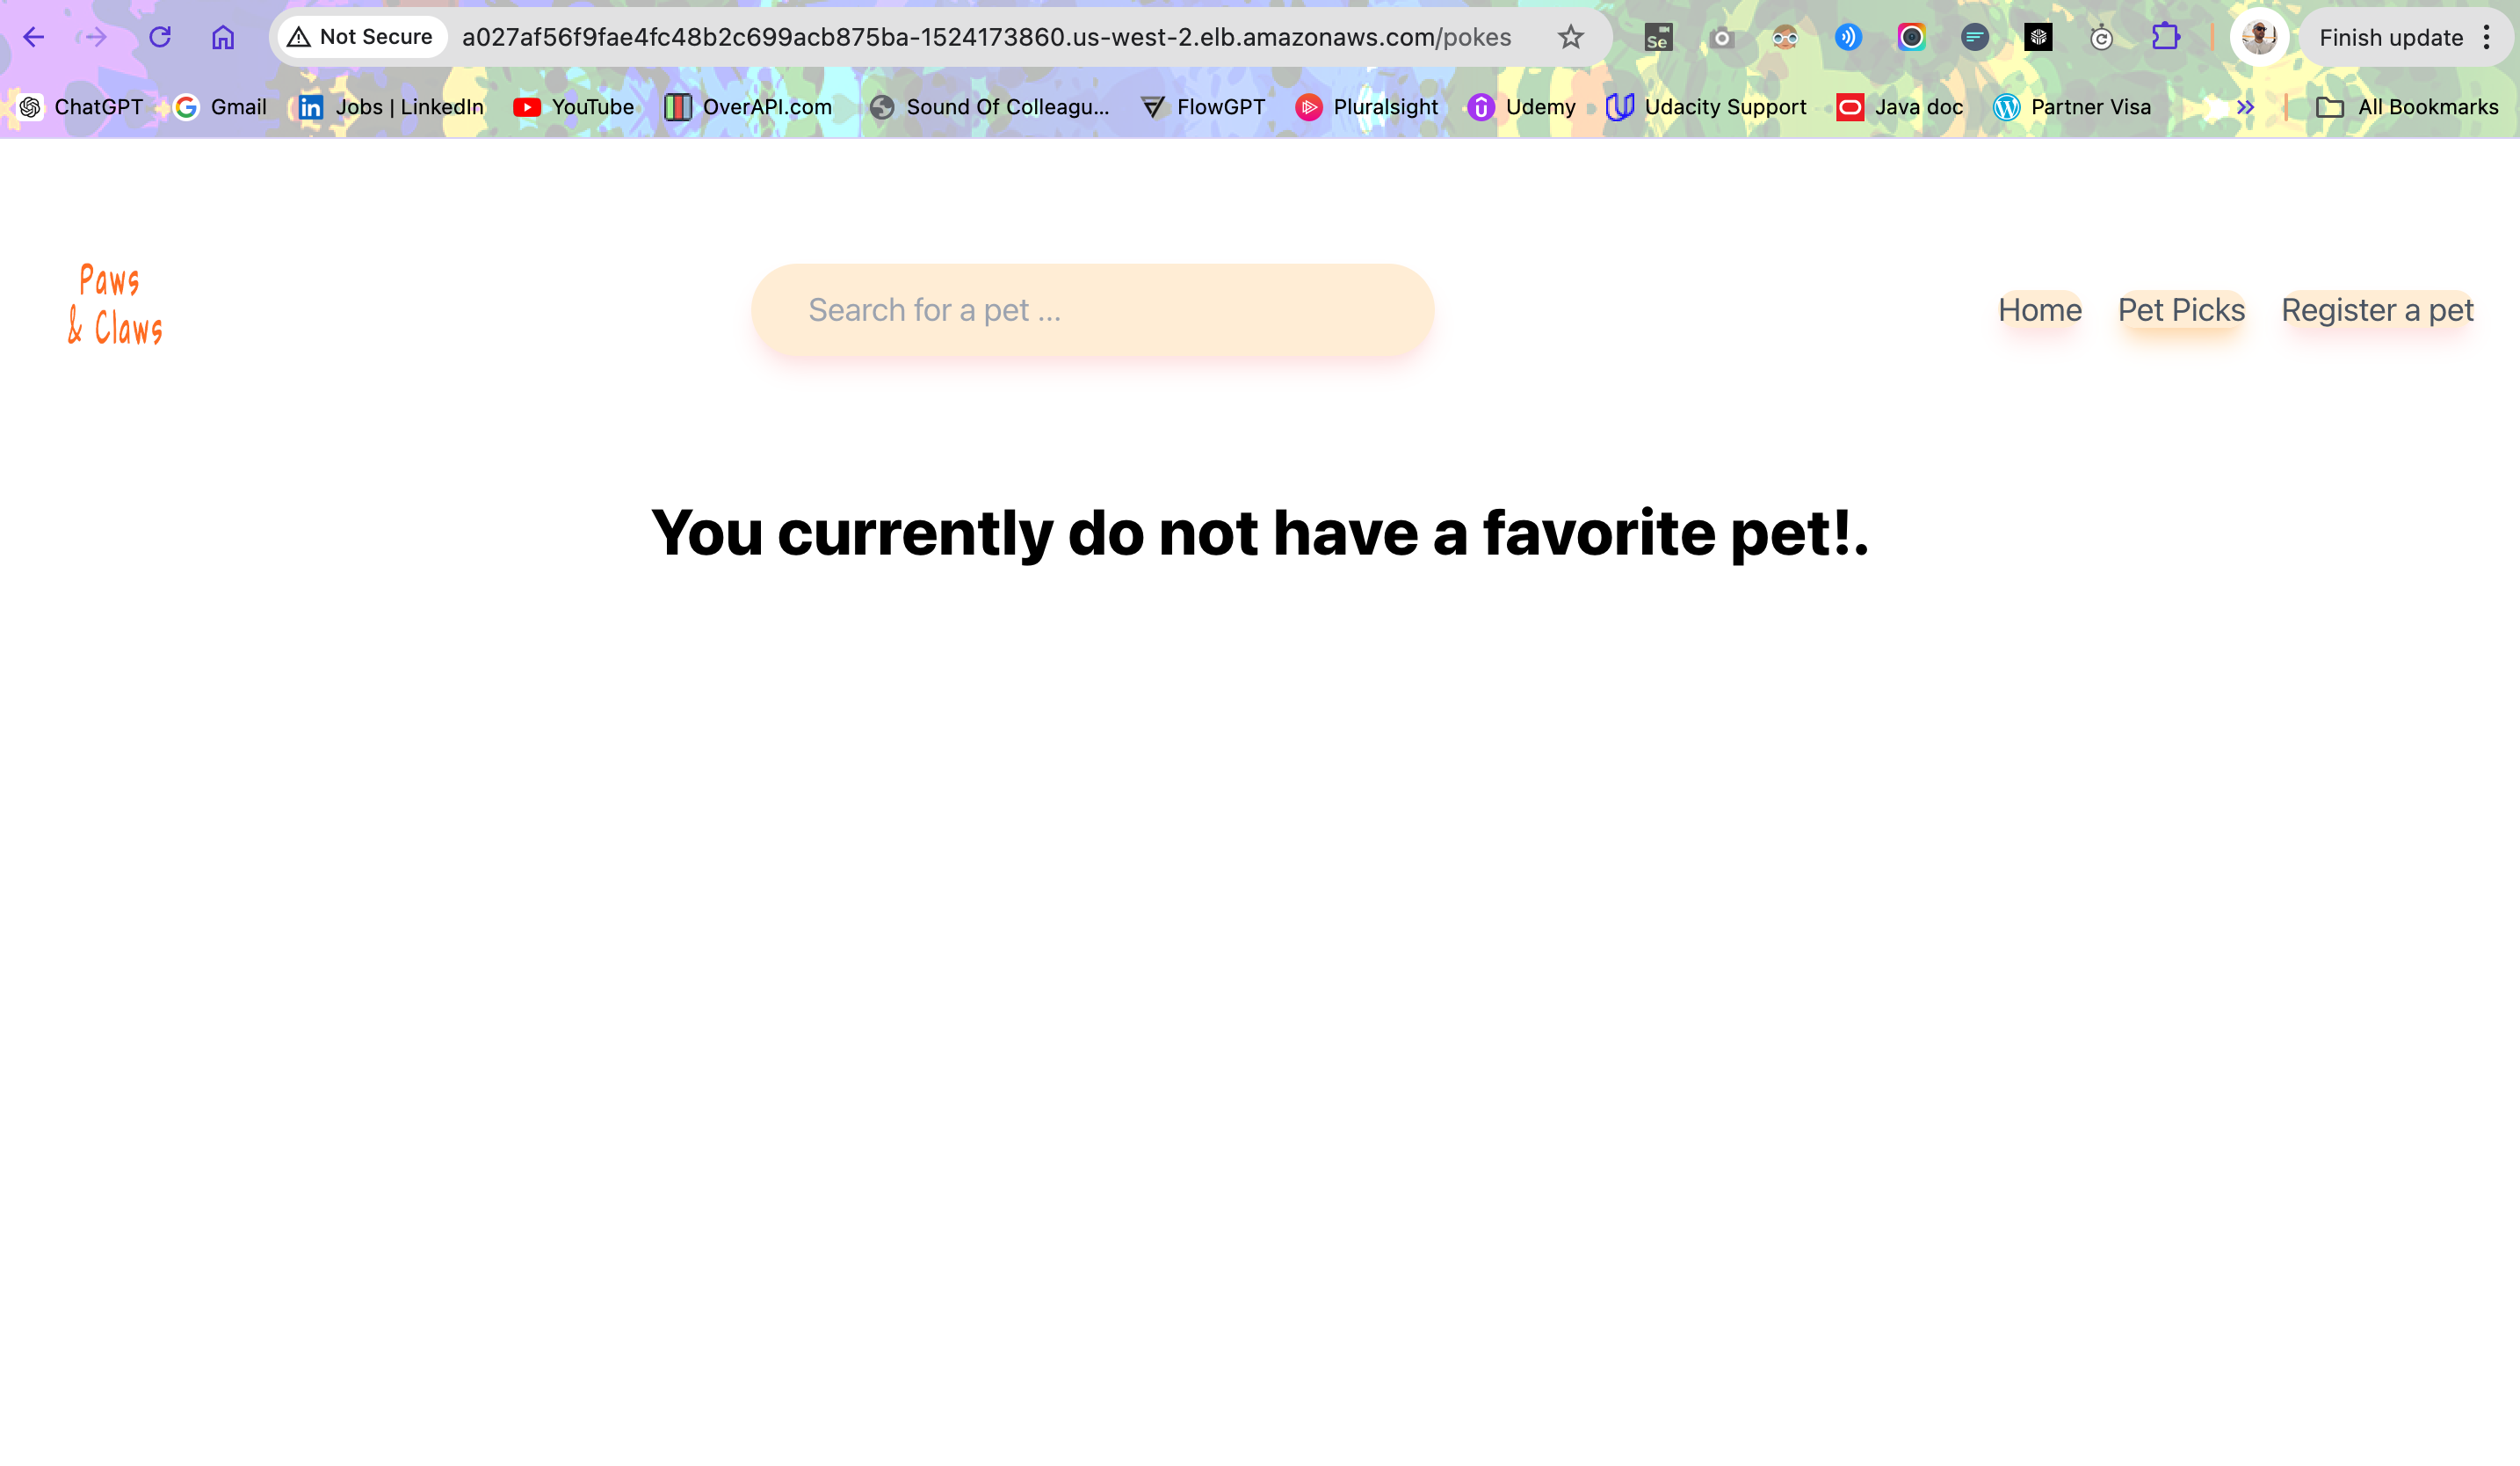 Not Secure a027af56f9fae4fc48b2c699acb875ba-1524173860.us-west-2.elb.amazonaws.com/pokes Se Finish update
ChatGPT Gmail Jobs | LinkedIn YouTube OverAPI.com Sound Of Colleagu... FlowGPT Pluralsight Udemy Udacity Support Java doc Partner Visa All Bookmarks
Paws
& Claws
Search for a pet ...
Home Pet Picks Register a pet
You currently do not have a favorite pet!.